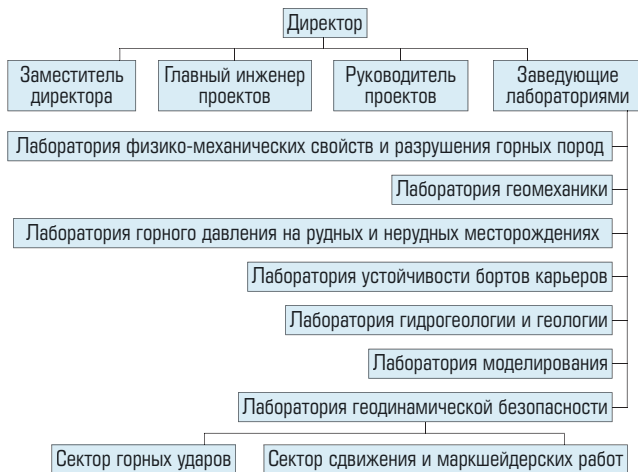 Директор
Заместитель
директора
Главный инженер
проектов
Руководитель
проектов
Заведующие
лабораториями
Лаборатория физико-механических свойств и разрушения горных пород
Лаборатория геомеханики
Лаборатория горного давления на рудных и нерудных месторождениях
Лаборатория устойчивости бортов карьеров
Лаборатория гидрогеологии и геологии
Лаборатория моделирования
Лаборатория геодинамической безопасности
Сектор горных ударов
Сектор сдвижения и маркшейдерских работ